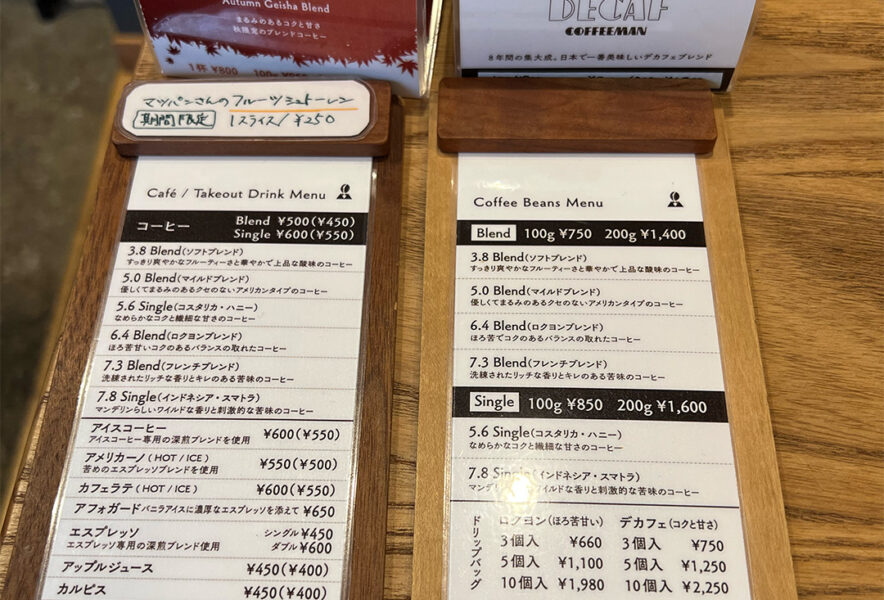 Autumn Geisha Blend
まるみのあるコクと甘さ
秋限定のブレンドコーヒー
1杯 ¥800
DECAF
COFFEEMAN
8年間の集大成。日本で一番美味しいデカフェブレンド
マツパンさんのフルーツシュトーレン
期間限定 1スライス/¥250
Café / Takeout Drink Menu
コーヒー
Blend ¥500(¥450)
Single ¥600(¥550)
3.8 Blend(ソフトブレンド)
すっきり爽やかなフルーティーさと華やかで上品な酸味のコーヒー
5.0 Blend(マイルドブレンド)
優しくてまるみのあるクセのないアメリカンタイプのコーヒー
5.6 Single(コスタリカ・ハニー)
なめらかなコクと繊細な甘さのコーヒー
6.4 Blend(ロクヨンブレンド)
ほろ苦甘いコクのあるバランスの取れたコーヒー
7.3 Blend(フレンチブレンド)
洗練されたリッチな香りとキレのある苦味のコーヒー
7.8 Single(インドネシア・スマトラ)
マンデリンらしいワイルドな香りと刺激的な苦味のコーヒー
アイスコーヒー ¥600(¥550)
アイスコーヒー専用の深煎ブレンドを使用
アメリカーノ(HOT / ICE) ¥550(¥500)
苦めのエスプレッソブレンドを使用
カフェラテ(HOT / ICE) ¥600(¥550)
アフォガード バニラアイスに濃厚なエスプレッソを添えて ¥650
エスプレッソ シングル ¥450
エスプレッソ専用の深煎ブレンド使用 ダブル ¥600
アップルジュース ¥450(¥400)
カルピス ¥450(¥400)
Coffee Beans Menu
Blend 100g ¥750 200g ¥1,400
3.8 Blend(ソフトブレンド)
すっきり爽やかなフルーティーさと華やかで上品な酸味のコーヒー
5.0 Blend(マイルドブレンド)
優しくてまるみのあるクセのないアメリカンタイプのコーヒー
6.4 Blend(ロクヨンブレンド)
ほろ苦でコクのあるバランスの取れたコーヒー
7.3 Blend(フレンチブレンド)
洗練されたリッチな香りとキレのある苦味のコーヒー
Single 100g ¥850 200g ¥1,600
5.6 Single(コスタリカ・ハニー)
なめらかなコクと繊細な甘さのコーヒー
7.8 Single(インドネシア・スマトラ)
マンデリンらしいワイルドな香りと刺激的な苦味のコーヒー
ドリップバッグ
ロクヨン(ほろ苦甘い) デカフェ(コクと甘さ)
3個入 ¥660 3個入 ¥750
5個入 ¥1,100 5個入 ¥1,250
10個入 ¥1,980 10個入 ¥2,250